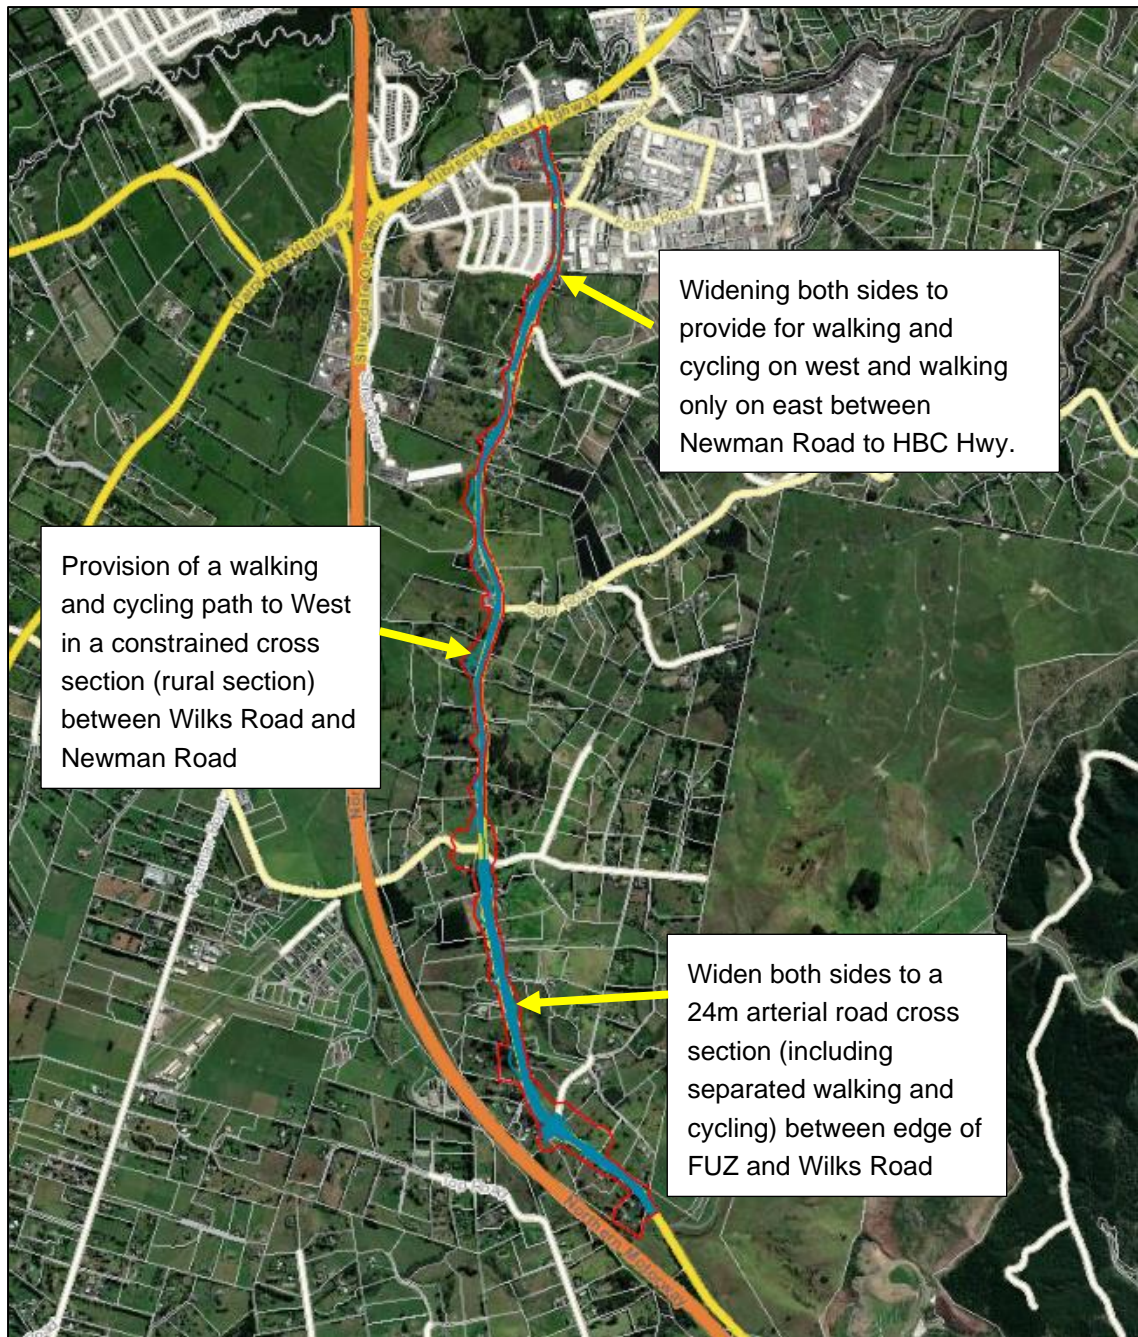 Hibiscus Coast Highway
Dairy Flat Highway
Silverdale On Ramp
Widening both sides to
provide for walking and
cycling on west and walking
only on east between
Newman Road to HBC Hwy.
Provision of a walking
and cycling path to West
in a constrained cross
section (rural section)
between Wilks Road and
Newman Road
Spur Road
Widen both sides to a
24m arterial road cross
section (including
separated walking and
cycling) between edge of
FUZ and Wilks Road
Northern Motorway